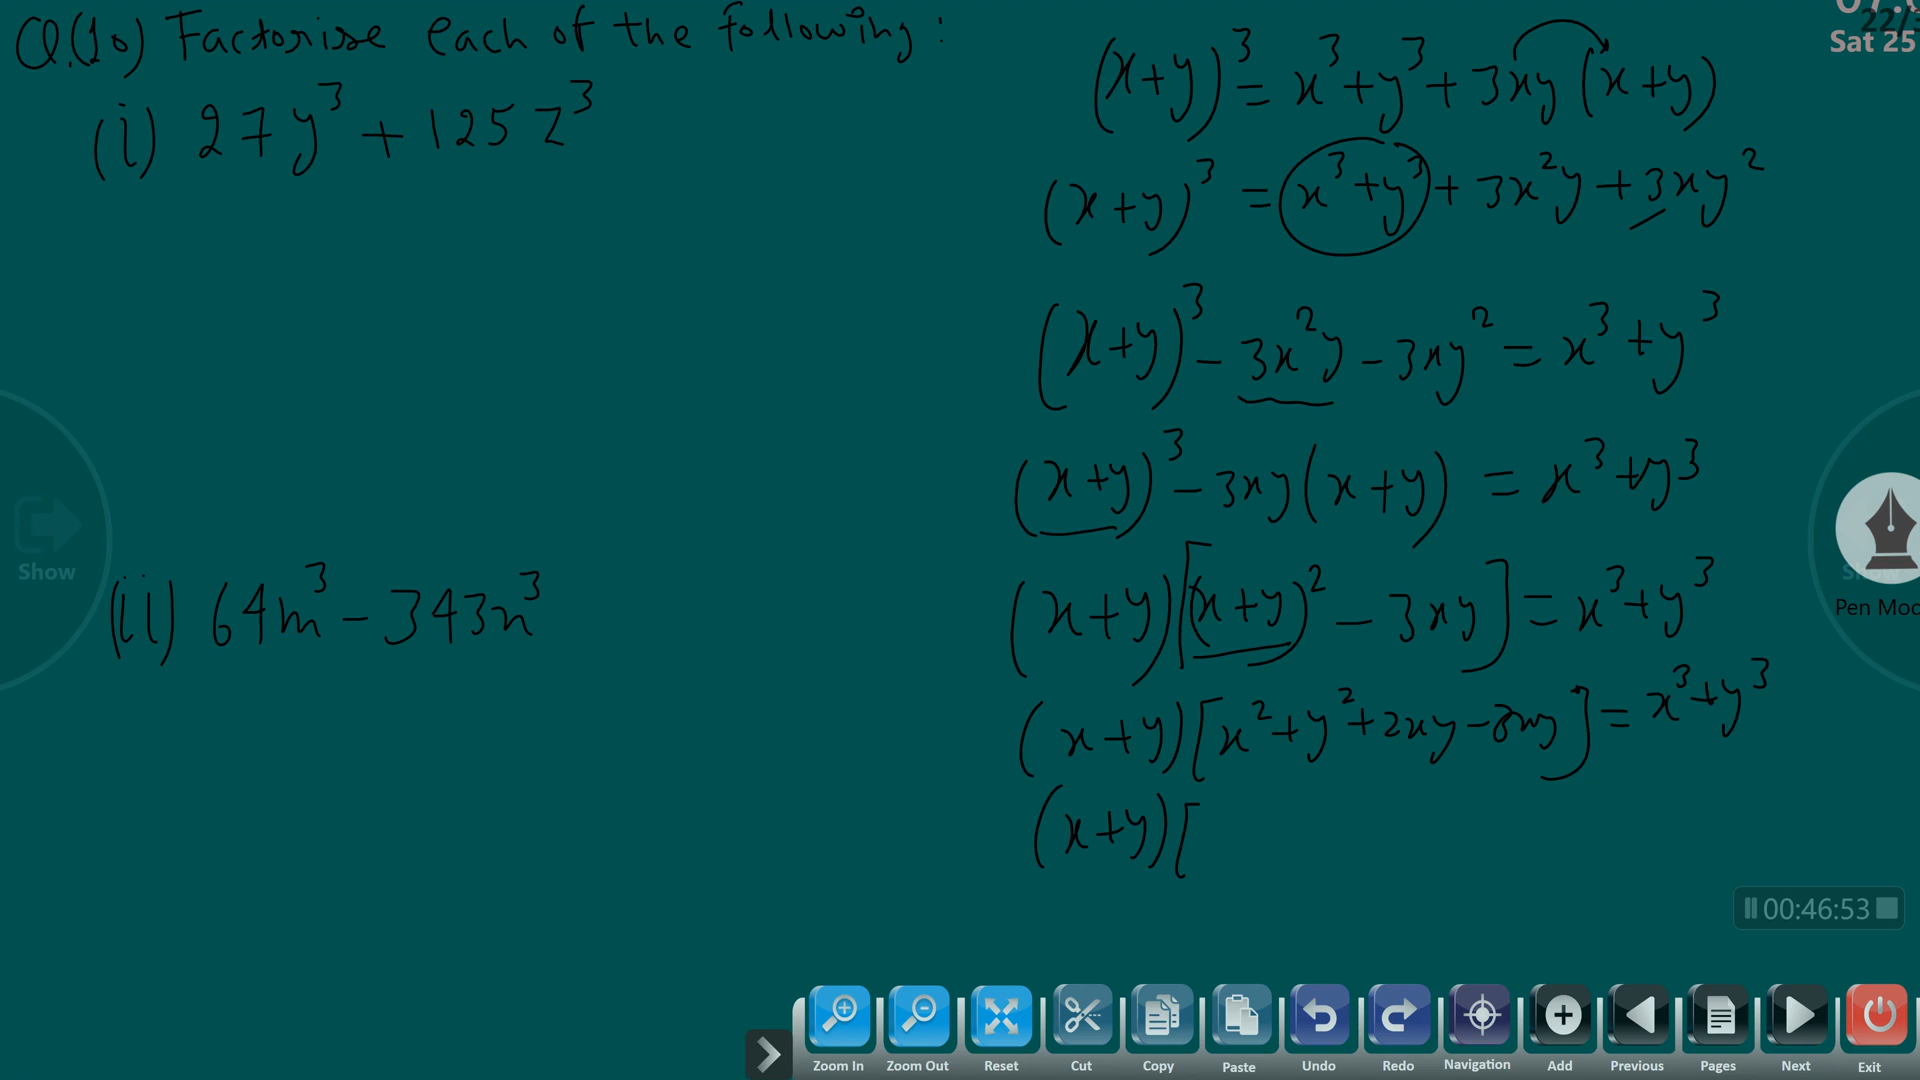 Q.(10) Factorise each of the following:
(i) 27y³ + 125z³
(ii) 64m³ - 343n³
(x+y)³ = x³+y³+3xy(x+y)
(x+y)³ = x³+y³+3x²y+3xy²
(x+y)³-3x²y-3xy² = x³+y³
(x+y)³-3xy(x+y) = x³+y³
(x+y)[(x+y)²-3xy] = x³+y³
(x+y)[x²+y²+2xy-3xy] = x³+y³
(x+y)[
Sat 25
Show
Pen Moc
00:46:53
Zoom In
Zoom Out
Reset
Cut
Copy
Paste
Undo
Redo
Navigation
Add
Previous
Pages
Next
Exit